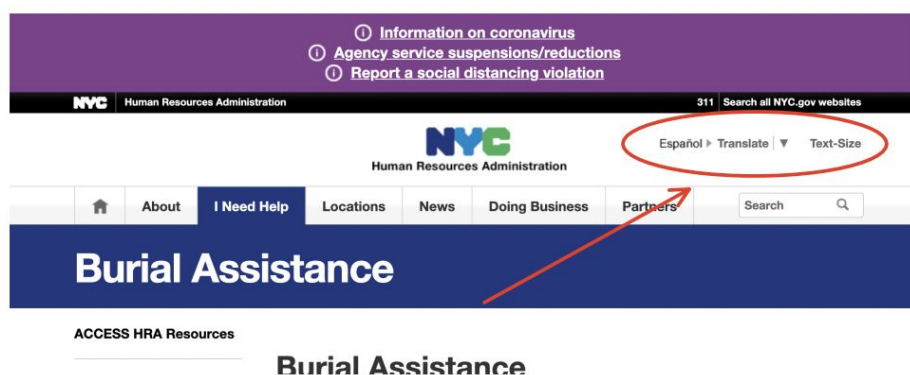 Information on coronavirus
Agency service suspensions/reductions
Report a social distancing violation
NYC Human Resources Administration 311 Search all NYC.gov websites
NYC
Human Resources Administration
Español Translate Text-Size
About I Need Help Locations News Doing Business Partners Search
Burial Assistance
ACCESS HRA Resources
Burial Assistance